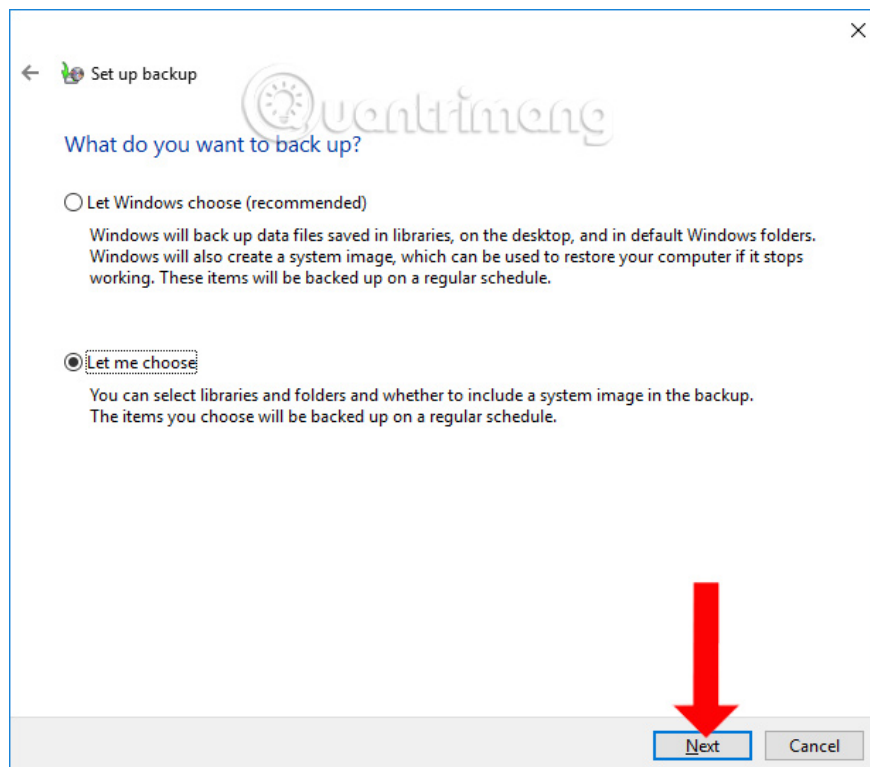 Set up backup
Quantrimang
What do you want to back up?
Let Windows choose (recommended)
Windows will back up data files saved in libraries, on the desktop, and in default Windows folders.
Windows will also create a system image, which can be used to restore your computer if it stops
working. These items will be backed up on a regular schedule.
Let me choose
You can select libraries and folders and whether to include a system image in the backup.
The items you choose will be backed up on a regular schedule.
Next
Cancel